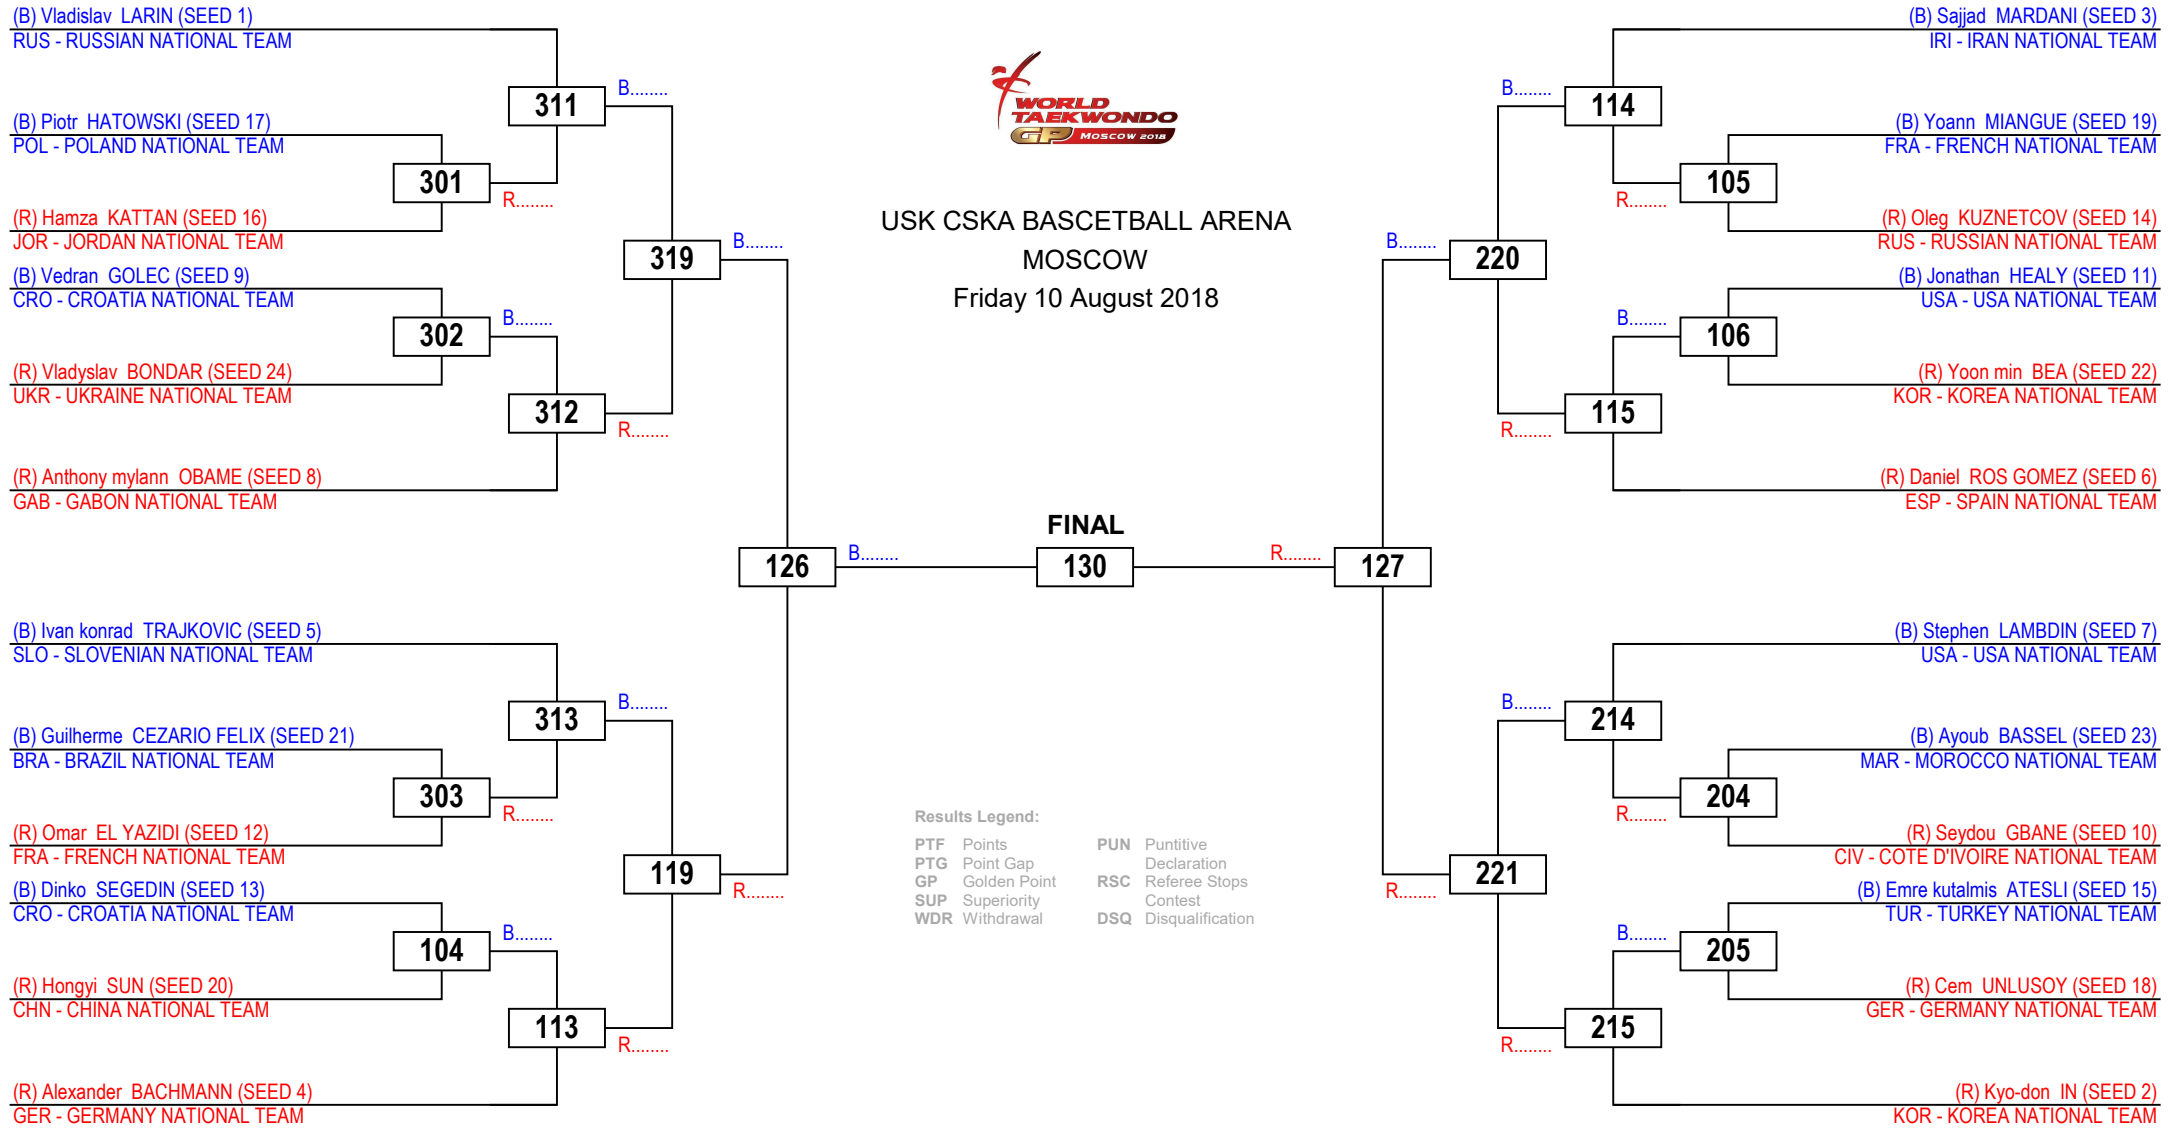 (B) Vladislav LARIN (SEED 1)
RUS - RUSSIAN NATIONAL TEAM
(B) Piotr HATOWSKI (SEED 17)
POL - POLAND NATIONAL TEAM
(R) Hamza KATTAN (SEED 16)
JOR - JORDAN NATIONAL TEAM
(B) Vedran GOLEC (SEED 9)
CRO - CROATIA NATIONAL TEAM
(R) Vladyslav BONDAR (SEED 24)
UKR - UKRAINE NATIONAL TEAM
(R) Anthony mylann OBAME (SEED 8)
GAB - GABON NATIONAL TEAM
(B) Ivan konrad TRAJKOVIC (SEED 5)
SLO - SLOVENIAN NATIONAL TEAM
(B) Guilherme CEZARIO FELIX (SEED 21)
BRA - BRAZIL NATIONAL TEAM
(R) Omar EL YAZIDI (SEED 12)
FRA - FRENCH NATIONAL TEAM
(B) Dinko SEGEDIN (SEED 13)
CRO - CROATIA NATIONAL TEAM
(R) Hongyi SUN (SEED 20)
CHN - CHINA NATIONAL TEAM
(R) Alexander BACHMANN (SEED 4)
GER - GERMANY NATIONAL TEAM
301
R........
302
B........
303
R........
104
B........
311
B........
312
R........
313
B........
113
R........
319
B........
119
R........
126
B........
WORLD
TAEKWONDO
GP MOSCOW 2018
USK CSKA BASCETBALL ARENA
MOSCOW
Friday 10 August 2018
FINAL
130
Results Legend:
PTF Points
PTG Point Gap
GP Golden Point
SUP Superiority
WDR Withdrawal
PUN Puntitive
Declaration
RSC Referee Stops
Contest
DSQ Disqualification
R........
127
B........
220
R........
221
B........
114
R........
115
B........
214
R........
215
R........
105
B........
106
R........
204
B........
205
(B) Sajjad MARDANI (SEED 3)
IRI - IRAN NATIONAL TEAM
(B) Yoann MIANGUE (SEED 19)
FRA - FRENCH NATIONAL TEAM
(R) Oleg KUZNETCOV (SEED 14)
RUS - RUSSIAN NATIONAL TEAM
(B) Jonathan HEALY (SEED 11)
USA - USA NATIONAL TEAM
(R) Yoon min BEA (SEED 22)
KOR - KOREA NATIONAL TEAM
(R) Daniel ROS GOMEZ (SEED 6)
ESP - SPAIN NATIONAL TEAM
(B) Stephen LAMBDIN (SEED 7)
USA - USA NATIONAL TEAM
(B) Ayoub BASSEL (SEED 23)
MAR - MOROCCO NATIONAL TEAM
(R) Seydou GBANE (SEED 10)
CIV - COTE D'IVOIRE NATIONAL TEAM
(B) Emre kutalmis ATESLI (SEED 15)
TUR - TURKEY NATIONAL TEAM
(R) Cem UNLUSOY (SEED 18)
GER - GERMANY NATIONAL TEAM
(R) Kyo-don IN (SEED 2)
KOR - KOREA NATIONAL TEAM